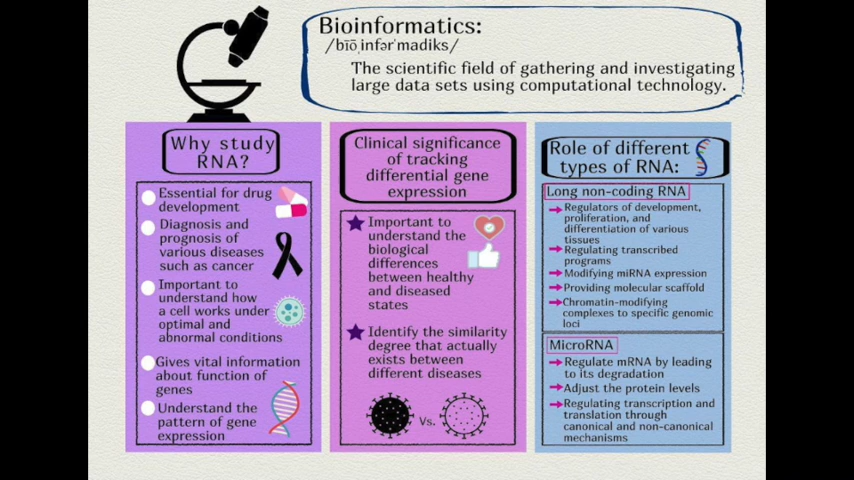 Bioinformatics:
/bīōˌinfərˈmadiks/
The scientific field of gathering and investigating
large data sets using computational technology.
Why study
RNA?
Essential for drug
development
Diagnosis and
prognosis of
various diseases
such as cancer
Important to
understand how
a cell works under
optimal and
abnormal conditions
Gives vital information
about function of
genes
Understand the
pattern of gene
expression
Clinical significance
of tracking
differential gene
expression
Important to
understand the
biological
differences
between healthy
and diseased
states
Identify the similarity
degree that actually
exists between
different diseases
Vs.
Role of different
types of RNA:
Long non-coding RNA
Regulators of development,
proliferation, and
differentiation of various
tissues
Regulating transcribed
programs
Modifying miRNA expression
Providing molecular scaffold
Chromatin-modifying
complexes to specific genomic
loci
MicroRNA
Regulate mRNA by leading
to its degradation
Adjust the protein levels
Regulating transcription and
translation through
canonical and non-canonical
mechanisms